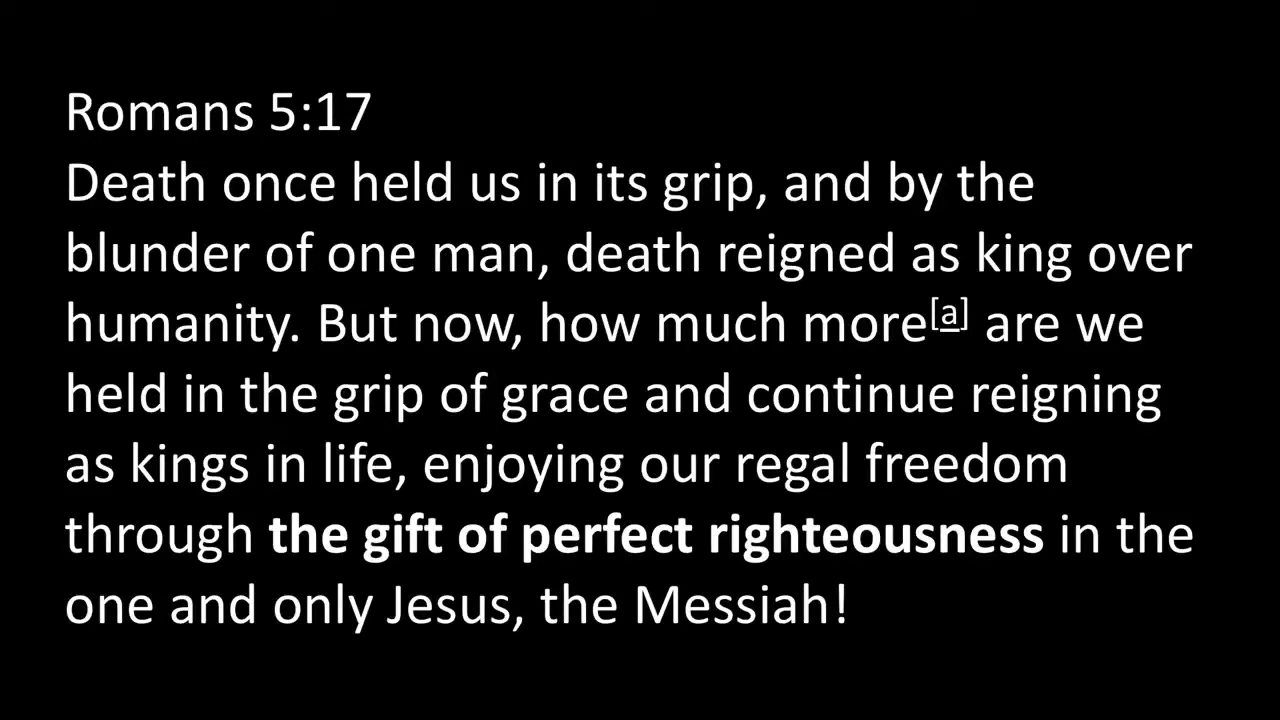 Romans 5:17
Death once held us in its grip, and by the
blunder of one man, death reigned as king over
humanity. But now, how much more[a] are we
held in the grip of grace and continue reigning
as kings in life, enjoying our regal freedom
through the gift of perfect righteousness in the
one and only Jesus, the Messiah!